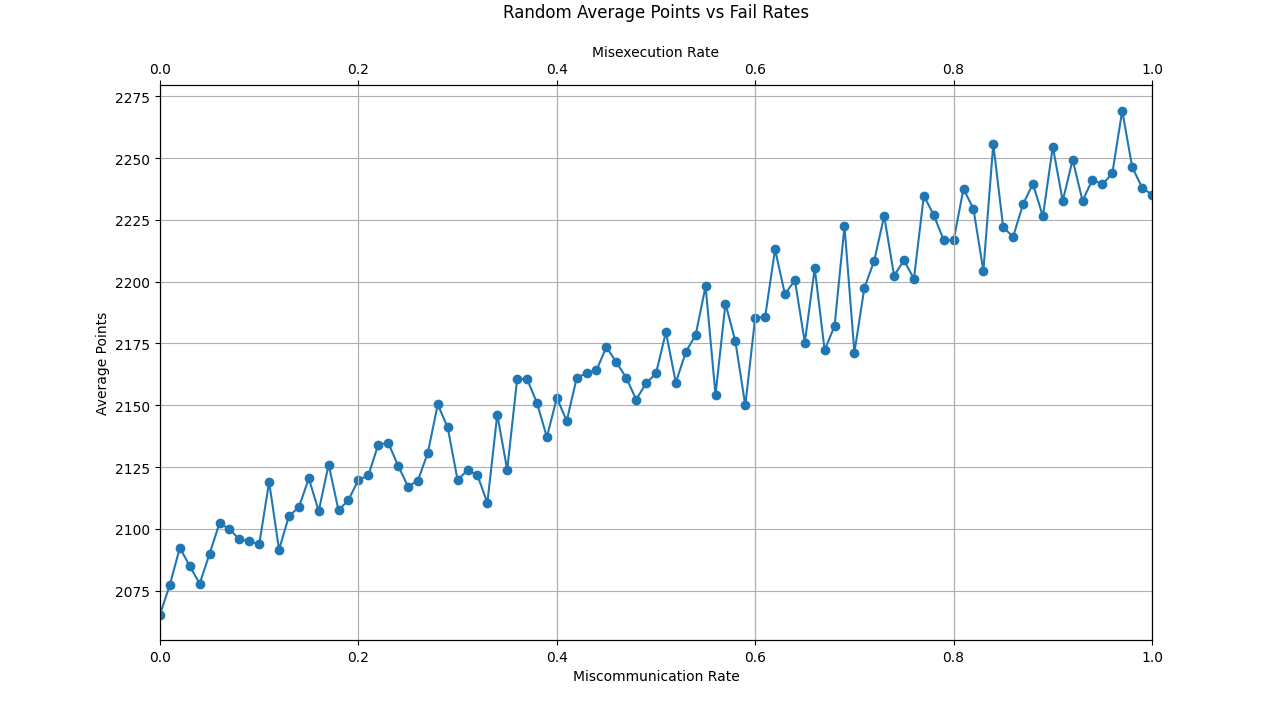 Random Average Points vs Fail Rates
Misexecution Rate
0.0 0.2 0.4 0.6 0.8 1.0
2275
2250
2225
2200
2175
2150
2125
2100
2075
Average Points
0.0 0.2 0.4 0.6 0.8 1.0
Miscommunication Rate